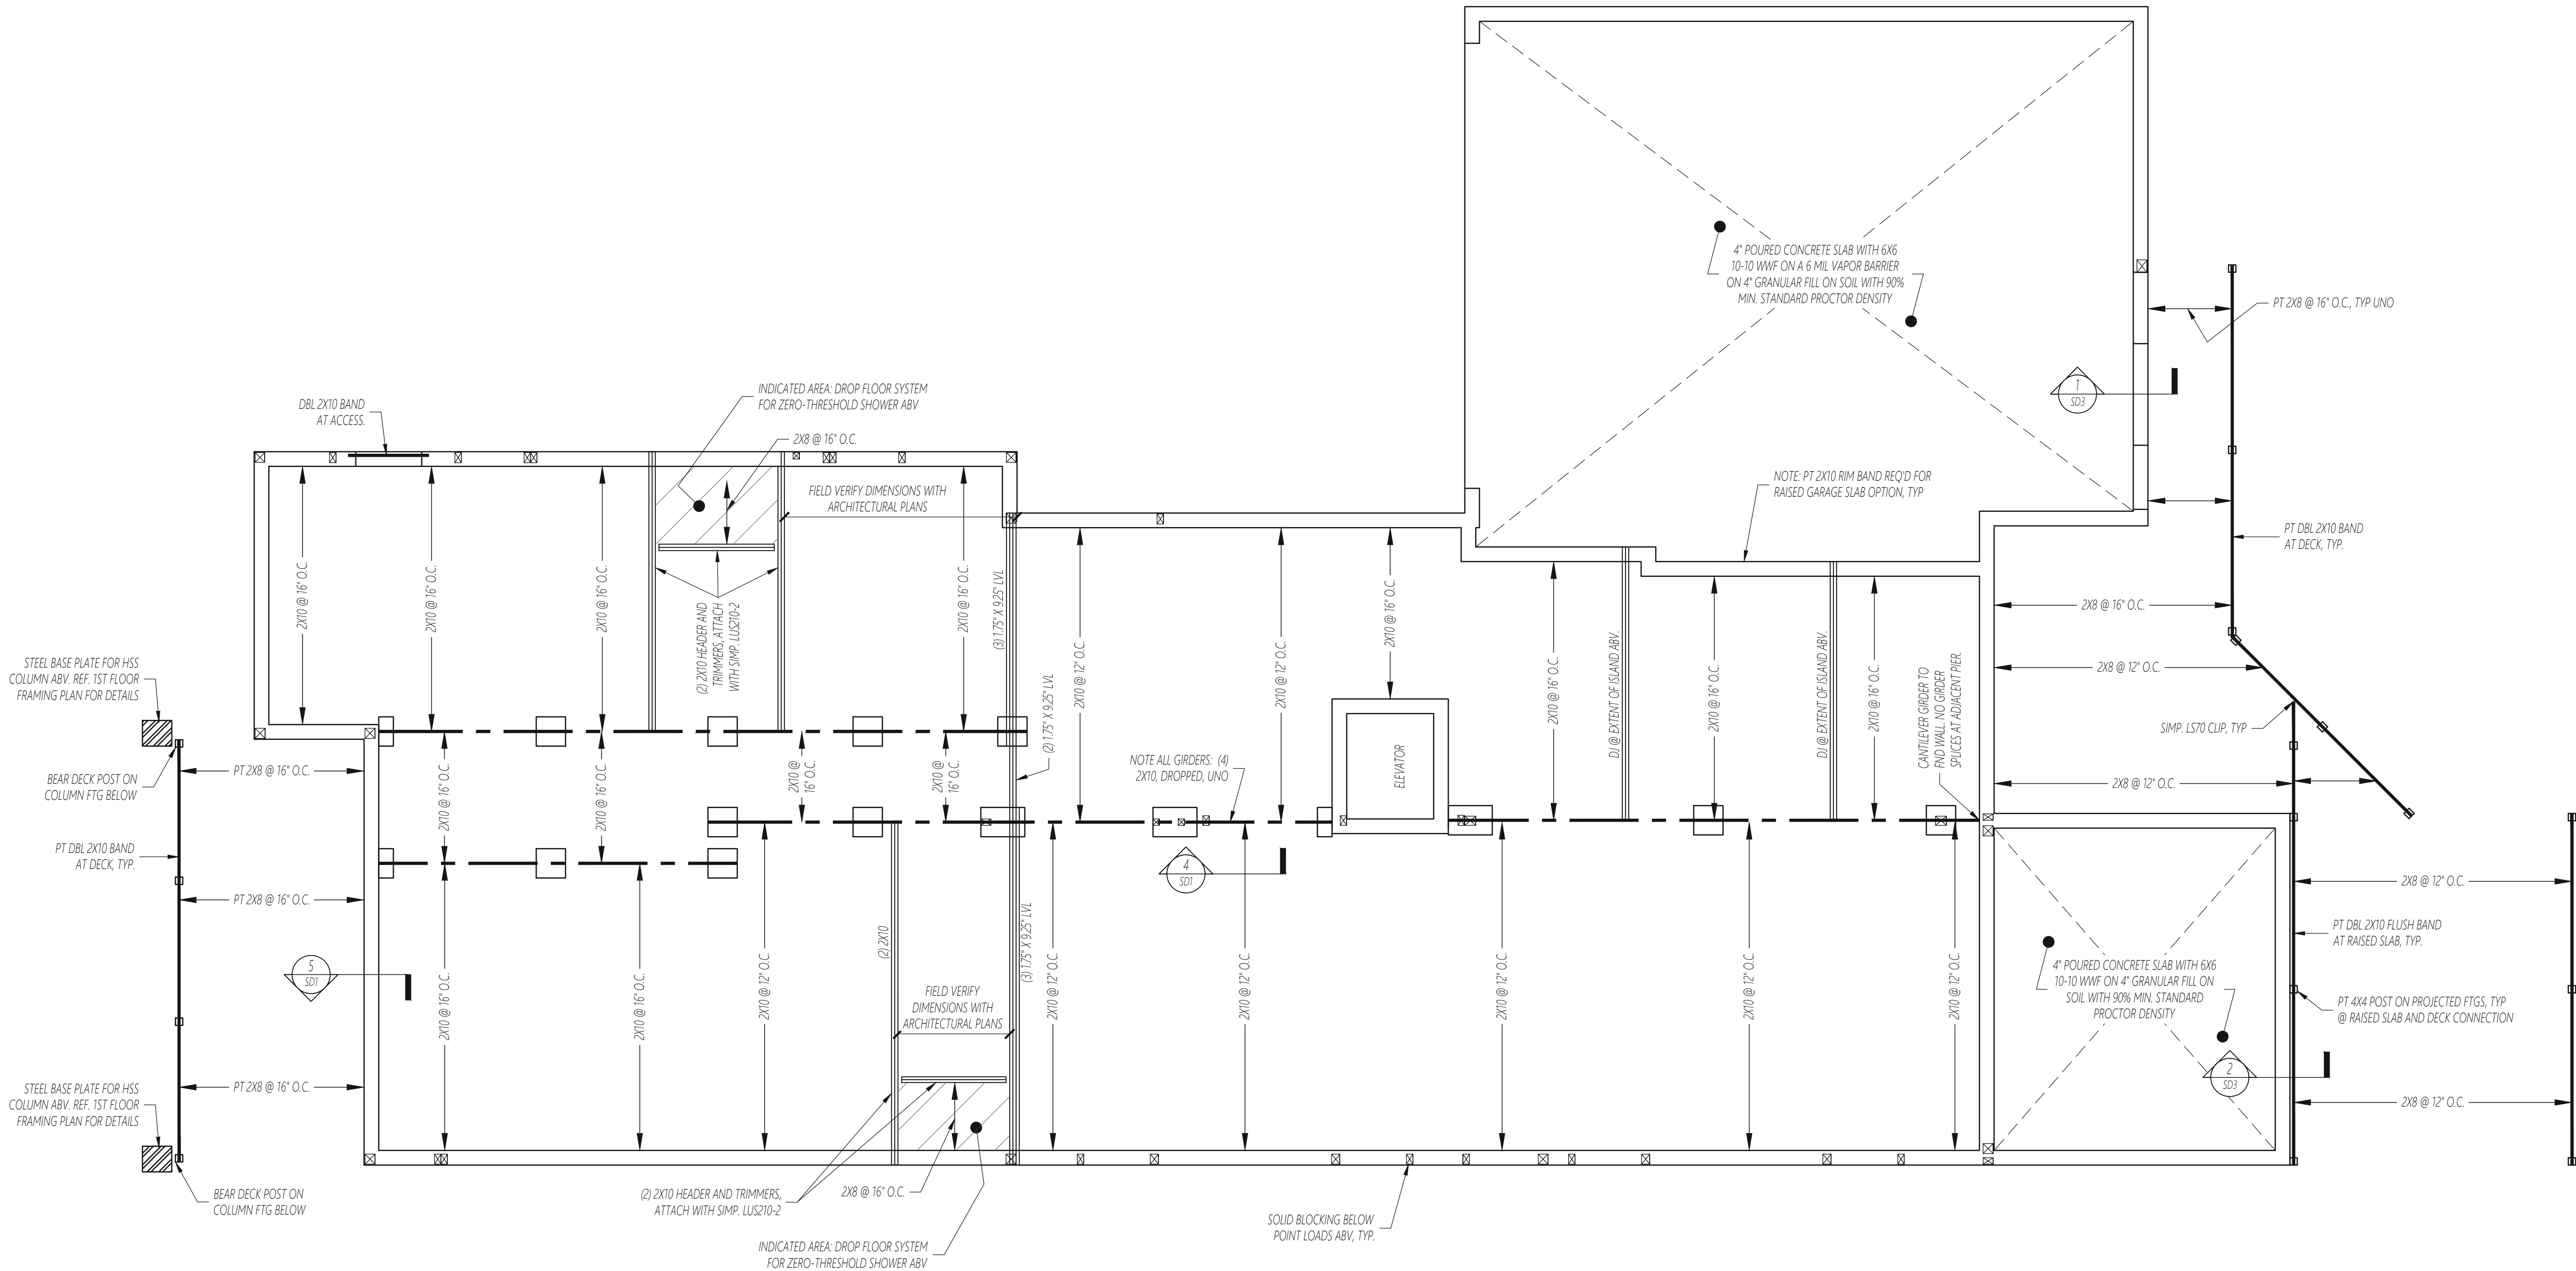 4" POURED CONCRETE SLAB WITH 6X6
10-10 WWF ON A 6 MIL VAPOR BARRIER
ON 4" GRANULAR FILL ON SOIL WITH 90%
MIN. STANDARD PROCTOR DENSITY
PT 2X8 @ 16" O.C., TYP UNO
1
SD3
INDICATED AREA: DROP FLOOR SYSTEM
FOR ZERO-THRESHOLD SHOWER ABV
DBL 2X10 BAND
AT ACCESS.
2X8 @ 16" O.C.
FIELD VERIFY DIMENSIONS WITH
ARCHITECTURAL PLANS
NOTE: PT 2X10 RIM BAND REQ'D FOR
RAISED GARAGE SLAB OPTION, TYP
PT DBL 2X10 BAND
AT DECK, TYP.
2X10 @ 16" O.C.
2X10 @ 16" O.C.
2X10 @ 16" O.C.
(2) 2X10 HEADER AND
TRIMMERS, ATTACH
WITH SIMP. LUS210-2
2X10 @ 16" O.C.
(3) 1.75" X 9.25" LVL
(2) 1.75" X 9.25" LVL
2X10 @ 12" O.C.
2X10 @ 12" O.C.
2X10 @ 16" O.C.
2X10 @ 16" O.C.
DJ @ EXTENT OF ISLAND ABV.
2X10 @ 16" O.C.
DJ @ EXTENT OF ISLAND ABV.
2X10 @ 16" O.C.
CANTILEVER GIRDER TO
FND WALL. NO GIRDER
SPLICES AT ADJACENT PIER.
2X8 @ 16" O.C.
2X8 @ 12" O.C.
SIMP. LS70 CLIP, TYP
2X8 @ 12" O.C.
STEEL BASE PLATE FOR HSS
COLUMN ABV. REF. 1ST FLOOR
FRAMING PLAN FOR DETAILS
BEAR DECK POST ON
COLUMN FTG BELOW
PT 2X8 @ 16" O.C.
2X10 @ 16" O.C.
2X10 @ 16" O.C.
2X10 @
16" O.C.
2X10 @
16" O.C.
NOTE ALL GIRDERS: (4)
2X10, DROPPED, UNO
ELEVATOR
PT DBL 2X10 BAND
AT DECK, TYP.
PT 2X8 @ 16" O.C.
4
SD1
2X8 @ 12" O.C.
5
SD1
2X10 @ 16" O.C.
2X10 @ 16" O.C.
2X10 @ 12" O.C.
(2) 2X10
FIELD VERIFY
DIMENSIONS WITH
ARCHITECTURAL PLANS
(3) 1.75" X 9.25" LVL
2X10 @ 12" O.C.
2X10 @ 12" O.C.
2X10 @ 12" O.C.
2X10 @ 12" O.C.
2X10 @ 12" O.C.
4" POURED CONCRETE SLAB WITH 6X6
10-10 WWF ON 4" GRANULAR FILL ON
SOIL WITH 90% MIN. STANDARD
PROCTOR DENSITY
PT DBL 2X10 FLUSH BAND
AT RAISED SLAB, TYP.
PT 4X4 POST ON PROJECTED FTGS, TYP
@ RAISED SLAB AND DECK CONNECTION
2
SD3
2X8 @ 12" O.C.
PT 2X8 @ 16" O.C.
STEEL BASE PLATE FOR HSS
COLUMN ABV. REF. 1ST FLOOR
FRAMING PLAN FOR DETAILS
BEAR DECK POST ON
COLUMN FTG BELOW
(2) 2X10 HEADER AND TRIMMERS,
ATTACH WITH SIMP. LUS210-2
2X8 @ 16" O.C.
INDICATED AREA: DROP FLOOR SYSTEM
FOR ZERO-THRESHOLD SHOWER ABV
SOLID BLOCKING BELOW
POINT LOADS ABV, TYP.